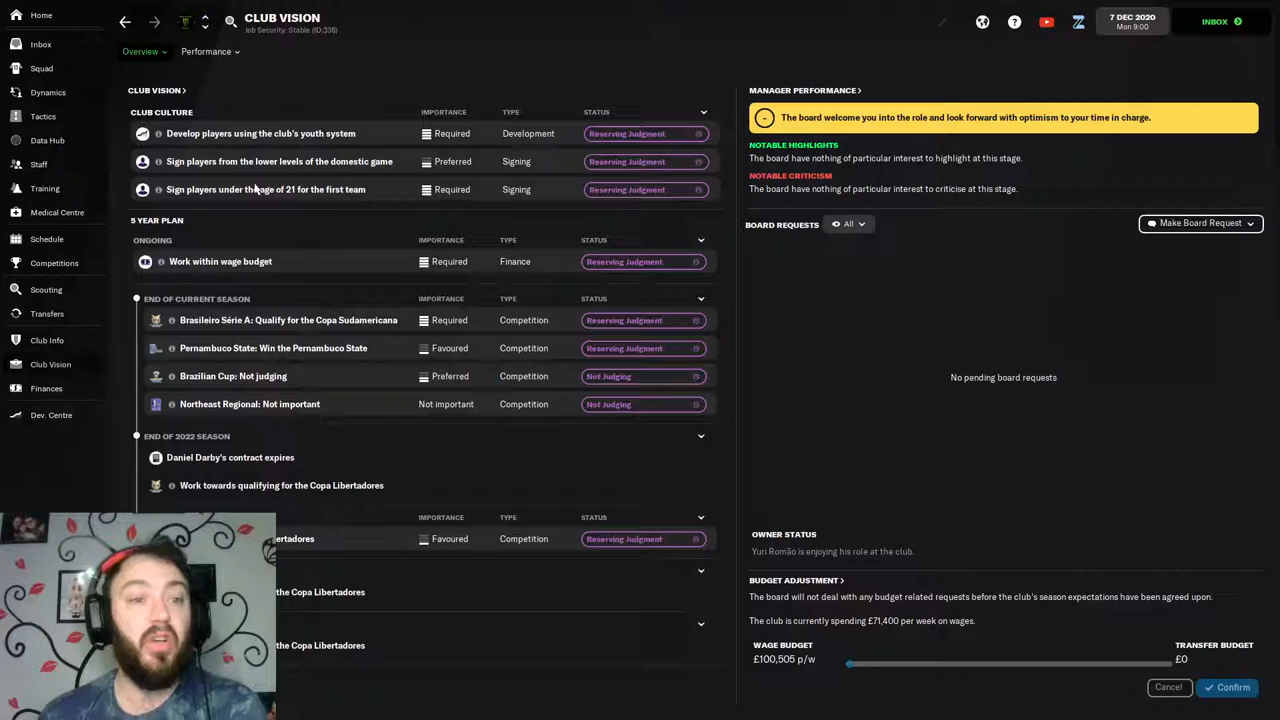 Home
CLUB VISION
Job Security: Stable (ID:338)
7 DEC 2020
Mon 9:00
INBOX
Inbox
Squad
Dynamics
Tactics
Data Hub
Staff
Training
Medical Centre
Schedule
Competitions
Scouting
Transfers
Club Info
Club Vision
Finances
Dev. Centre
Overview
Performance
CLUB VISION
CLUB CULTURE IMPORTANCE TYPE STATUS
Develop players using the club's youth system Required Development Reserving Judgment
Sign players from the lower levels of the domestic game Preferred Signing Reserving Judgment
Sign players under the age of 21 for the first team Required Signing Reserving Judgment
5 YEAR PLAN
ONGOING IMPORTANCE TYPE STATUS
Work within wage budget Required Finance Reserving Judgment
END OF CURRENT SEASON IMPORTANCE TYPE STATUS
Brasileiro Série A: Qualify for the Copa Sudamericana Required Competition Reserving Judgment
Pernambuco State: Win the Pernambuco State Favoured Competition Reserving Judgment
Brazilian Cup: Not judging Preferred Competition Not Judging
Northeast Regional: Not important Not important Competition Not Judging
END OF 2022 SEASON
Daniel Darby's contract expires
Work towards qualifying for the Copa Libertadores
IMPORTANCE TYPE STATUS
Favoured Competition Reserving Judgment
the Copa Libertadores
the Copa Libertadores
MANAGER PERFORMANCE
The board welcome you into the role and look forward with optimism to your time in charge.
NOTABLE HIGHLIGHTS
The board have nothing of particular interest to highlight at this stage.
NOTABLE CRITICISM
The board have nothing of particular interest to criticise at this stage.
BOARD REQUESTS All Make Board Request
No pending board requests
OWNER STATUS
Yuri Romão is enjoying his role at the club.
BUDGET ADJUSTMENT
The board will not deal with any budget related requests before the club's season expectations have been agreed upon.
The club is currently spending £71,400 per week on wages.
WAGE BUDGET TRANSFER BUDGET
£100,505 p/w £0
Cancel Confirm